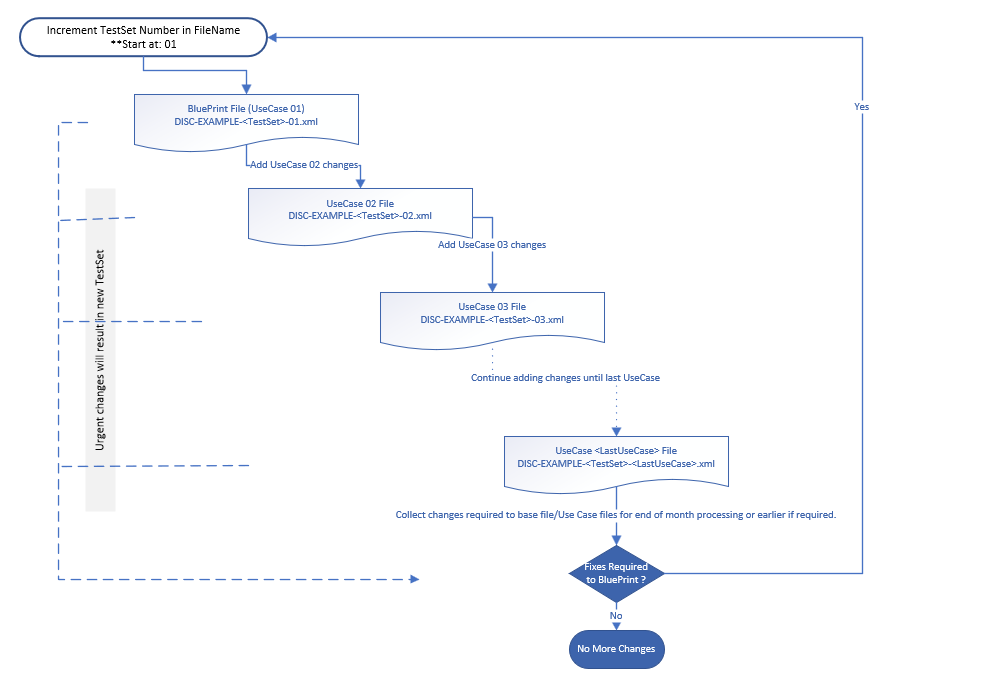 Increment TestSet Number in FileName
**Start at: 01
Yes
BluePrint File (UseCase 01)
DISC-EXAMPLE-<TestSet>-01.xml
Add UseCase 02 changes
UseCase 02 File
DISC-EXAMPLE-<TestSet>-02.xml
Add UseCase 03 changes
Urgent changes will result in new TestSet
UseCase 03 File
DISC-EXAMPLE-<TestSet>-03.xml
Continue adding changes until last UseCase
UseCase <LastUseCase> File
DISC-EXAMPLE-<TestSet>-<LastUseCase>.xml
Collect changes required to base file/Use Case files for end of month processing or earlier if required.
Fixes Required
to BluePrint ?
No
No More Changes